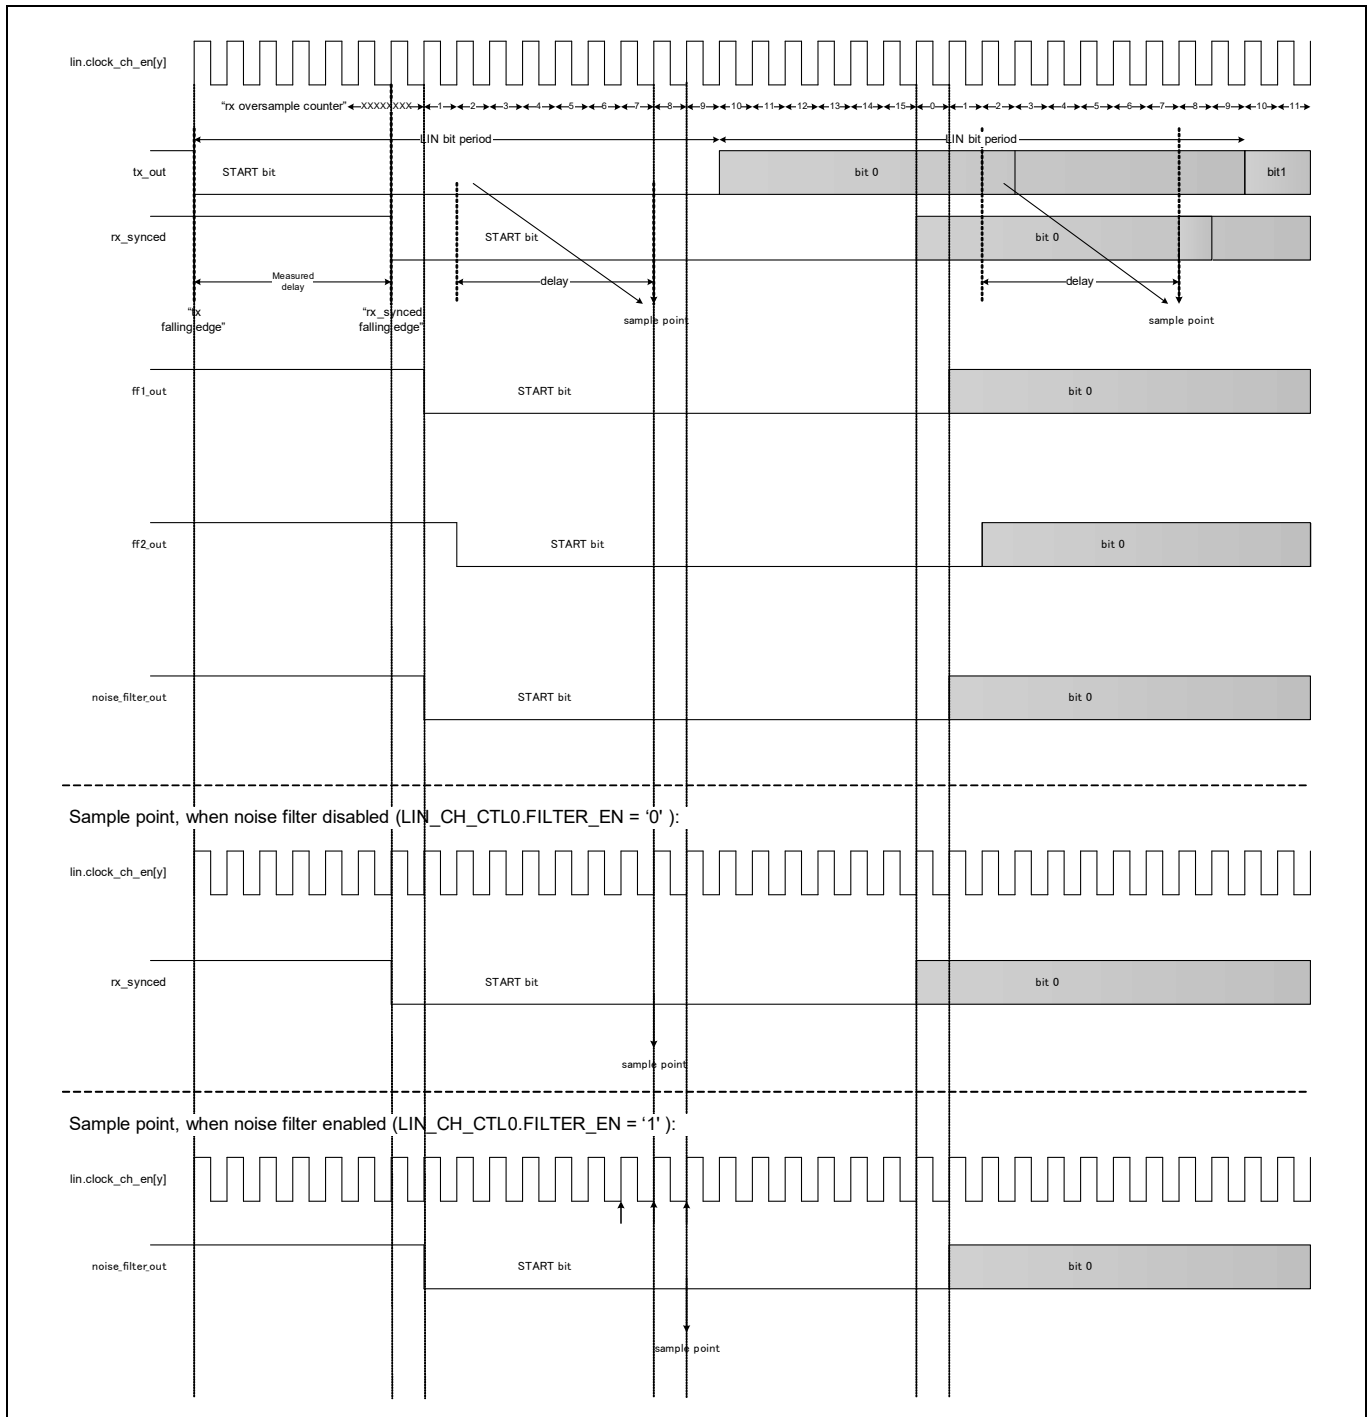 lin.clock_ch_en[y]
"rx oversample counter" XXXXXXXX 1 2 3 4 5 6 7 8 9 10 11 12 13 14 15 0 1 2 3 4 5 6 7 8 9 10 11
LIN bit period LIN bit period
tx_out START bit bit 0 bit1
rx_synced START bit bit 0
Measured
delay
delay delay
"tx
falling edge"
"rx_synced
falling edge"
sample point sample point
ff1_out START bit bit 0
ff2_out START bit bit 0
noise_filter_out START bit bit 0
Sample point, when noise filter disabled (LIN_CH_CTL0.FILTER_EN = ‘0' ):
lin.clock_ch_en[y]
rx_synced START bit bit 0
sample point
Sample point, when noise filter enabled (LIN_CH_CTL0.FILTER_EN = ‘1' ):
lin.clock_ch_en[y]
noise_filter_out START bit bit 0
sample point